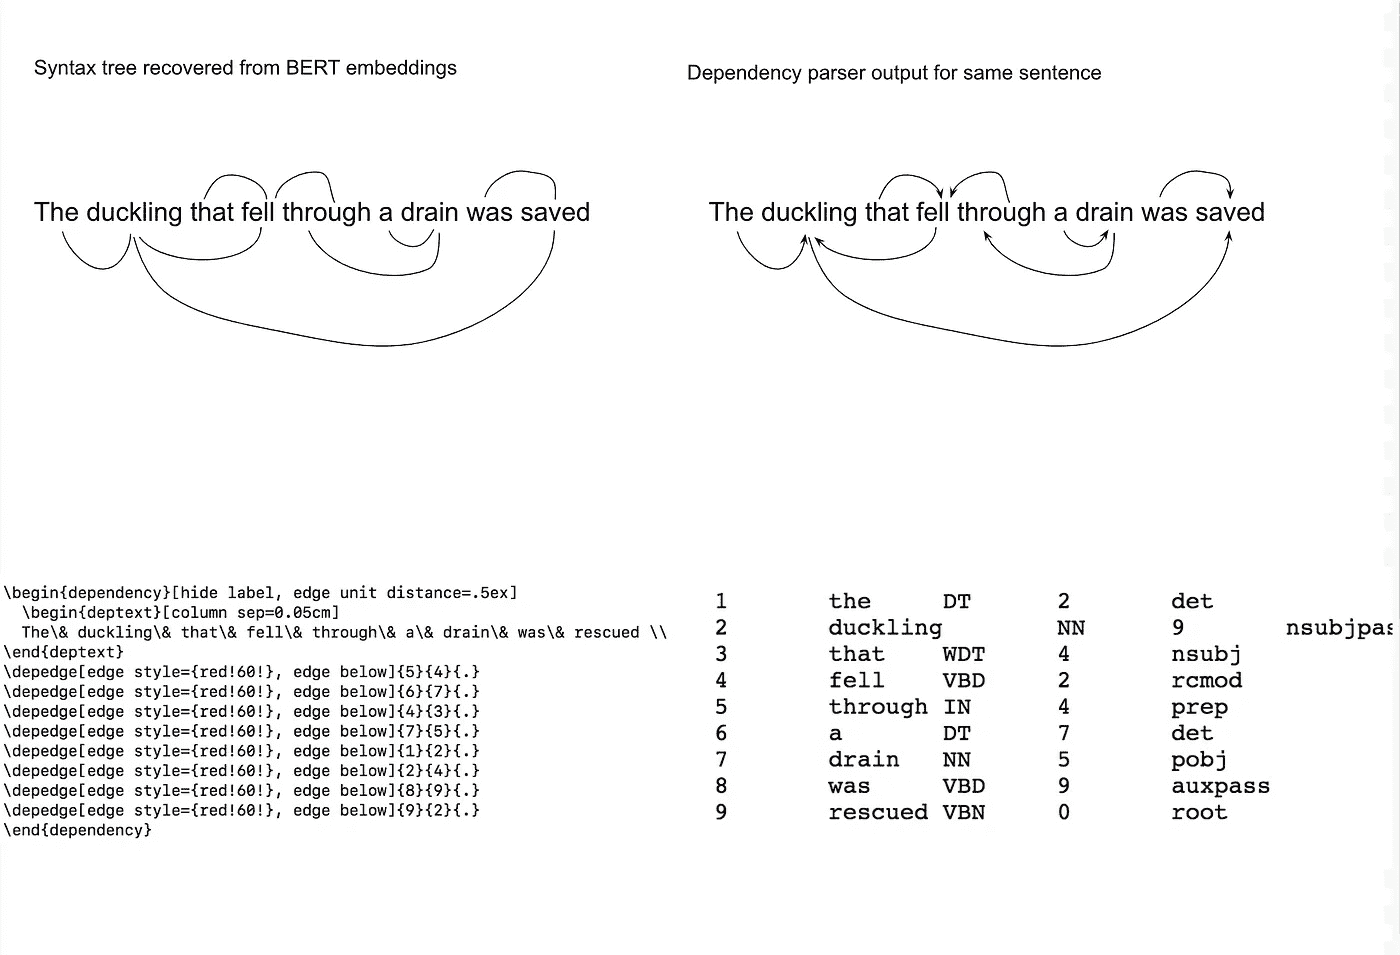 Syntax tree recovered from BERT embeddings
Dependency parser output for same sentence
The duckling that fell through a drain was saved
The duckling that fell through a drain was saved
\begin{dependency}[hide label, edge unit distance=.5ex]
\begin{deptext}[column sep=0.05cm]
The\& duckling\& that\& fell\& through\& a\& drain\& was\& rescued \\
\end{deptext}
\depedge[edge style={red!60!}, edge below]{5}{4}{.}
\depedge[edge style={red!60!}, edge below]{6}{7}{.}
\depedge[edge style={red!60!}, edge below]{4}{3}{.}
\depedge[edge style={red!60!}, edge below]{7}{5}{.}
\depedge[edge style={red!60!}, edge below]{1}{2}{.}
\depedge[edge style={red!60!}, edge below]{2}{4}{.}
\depedge[edge style={red!60!}, edge below]{8}{9}{.}
\depedge[edge style={red!60!}, edge below]{9}{2}{.}
\end{dependency}
1 the DT 2 det
2 duckling NN 9 nsubjpas
3 that WDT 4 nsubj
4 fell VBD 2 rcmod
5 through IN 4 prep
6 a DT 7 det
7 drain NN 5 pobj
8 was VBD 9 auxpass
9 rescued VBN 0 root